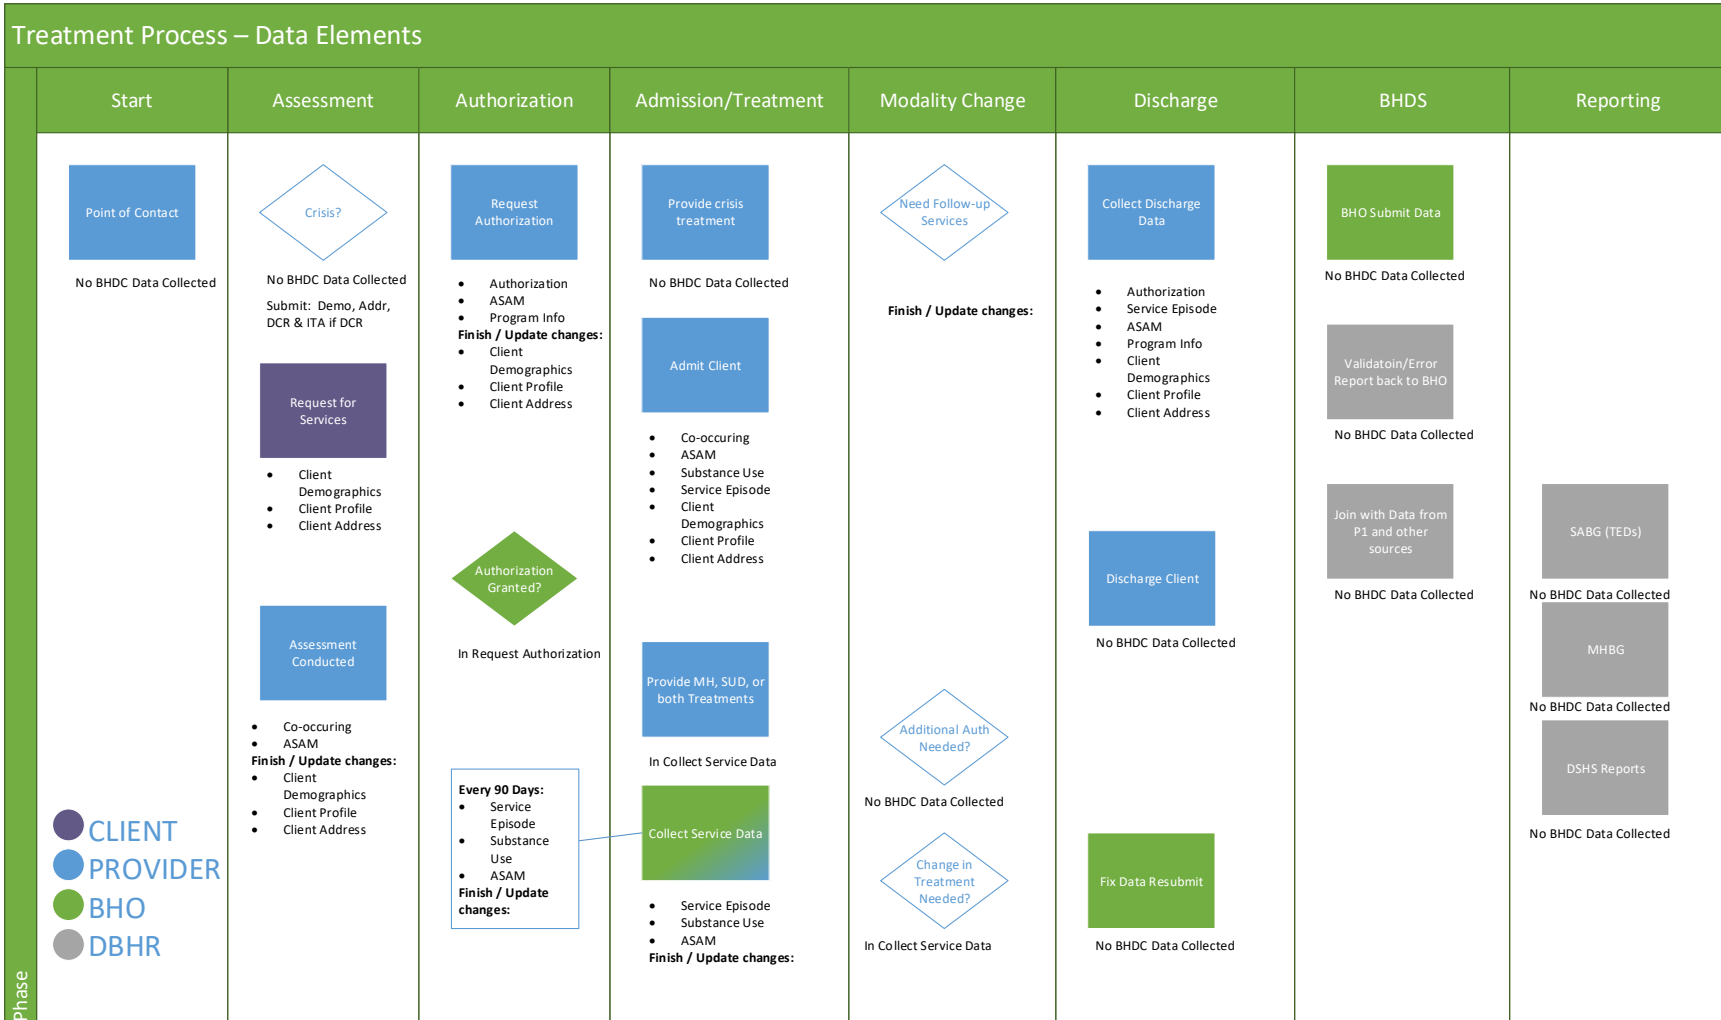 Treatment Process – Data Elements
Phase
Start
Assessment
Authorization
Admission/Treatment
Modality Change
Discharge
BHDS
Reporting
Point of Contact
No BHDC Data Collected
CLIENT
PROVIDER
BHO
DBHR
Crisis?
No BHDC Data Collected
Submit: Demo, Addr,
DCR & ITA if DCR
Request for
Services
• Client
Demographics
• Client Profile
• Client Address
Assessment
Conducted
• Co-occuring
• ASAM
Finish / Update changes:
• Client
Demographics
• Client Profile
• Client Address
Request
Authorization
• Authorization
• ASAM
• Program Info
Finish / Update changes:
• Client
Demographics
• Client Profile
• Client Address
Authorization
Granted?
In Request Authorization
Every 90 Days:
• Service
Episode
• Substance
Use
• ASAM
Finish / Update
changes:
Provide crisis
treatment
No BHDC Data Collected
Admit Client
• Co-occuring
• ASAM
• Substance Use
• Service Episode
• Client
Demographics
• Client Profile
• Client Address
Provide MH, SUD, or
both Treatments
In Collect Service Data
Collect Service Data
• Service Episode
• Substance Use
• ASAM
Finish / Update changes:
Need Follow-up
Services
Finish / Update changes:
Additional Auth
Needed?
No BHDC Data Collected
Change in
Treatment
Needed?
In Collect Service Data
Collect Discharge
Data
• Authorization
• Service Episode
• ASAM
• Program Info
• Client
Demographics
• Client Profile
• Client Address
Discharge Client
No BHDC Data Collected
Fix Data Resubmit
No BHDC Data Collected
BHO Submit Data
No BHDC Data Collected
Validatoin/Error
Report back to BHO
No BHDC Data Collected
Join with Data from
P1 and other
sources
No BHDC Data Collected
SABG (TEDs)
No BHDC Data Collected
MHBG
No BHDC Data Collected
DSHS Reports
No BHDC Data Collected